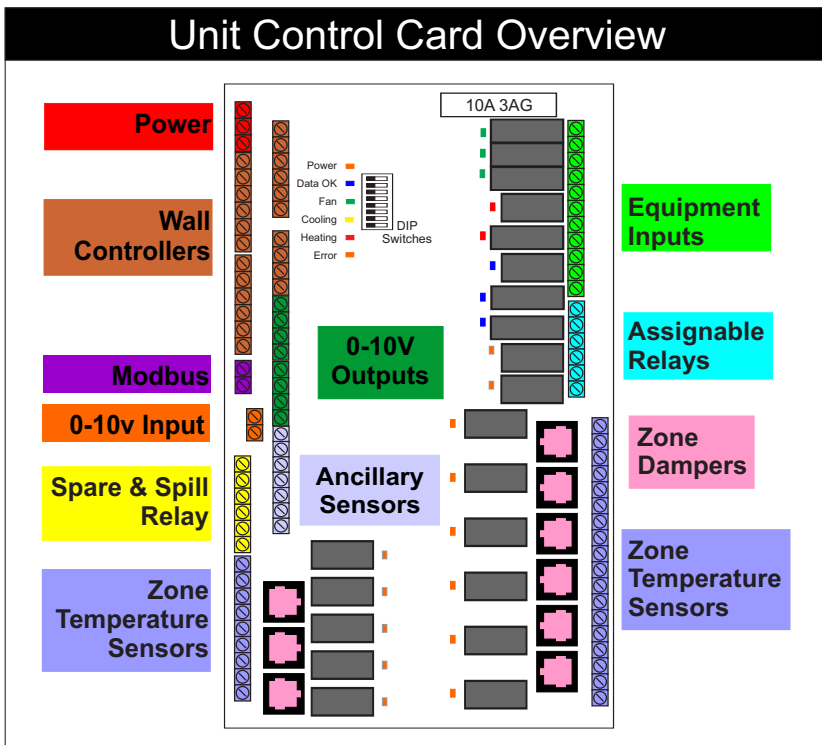 Unit Control Card Overview
10A 3AG
Power
Wall
Controllers
Modbus
0-10v Input
Spare & Spill
Relay
Zone
Temperature
Sensors
Power
Data OK
Fan
Cooling
Heating
Error
DIP
Switches
0-10V
Outputs
Ancillary
Sensors
Equipment
Inputs
Assignable
Relays
Zone
Dampers
Zone
Temperature
Sensors